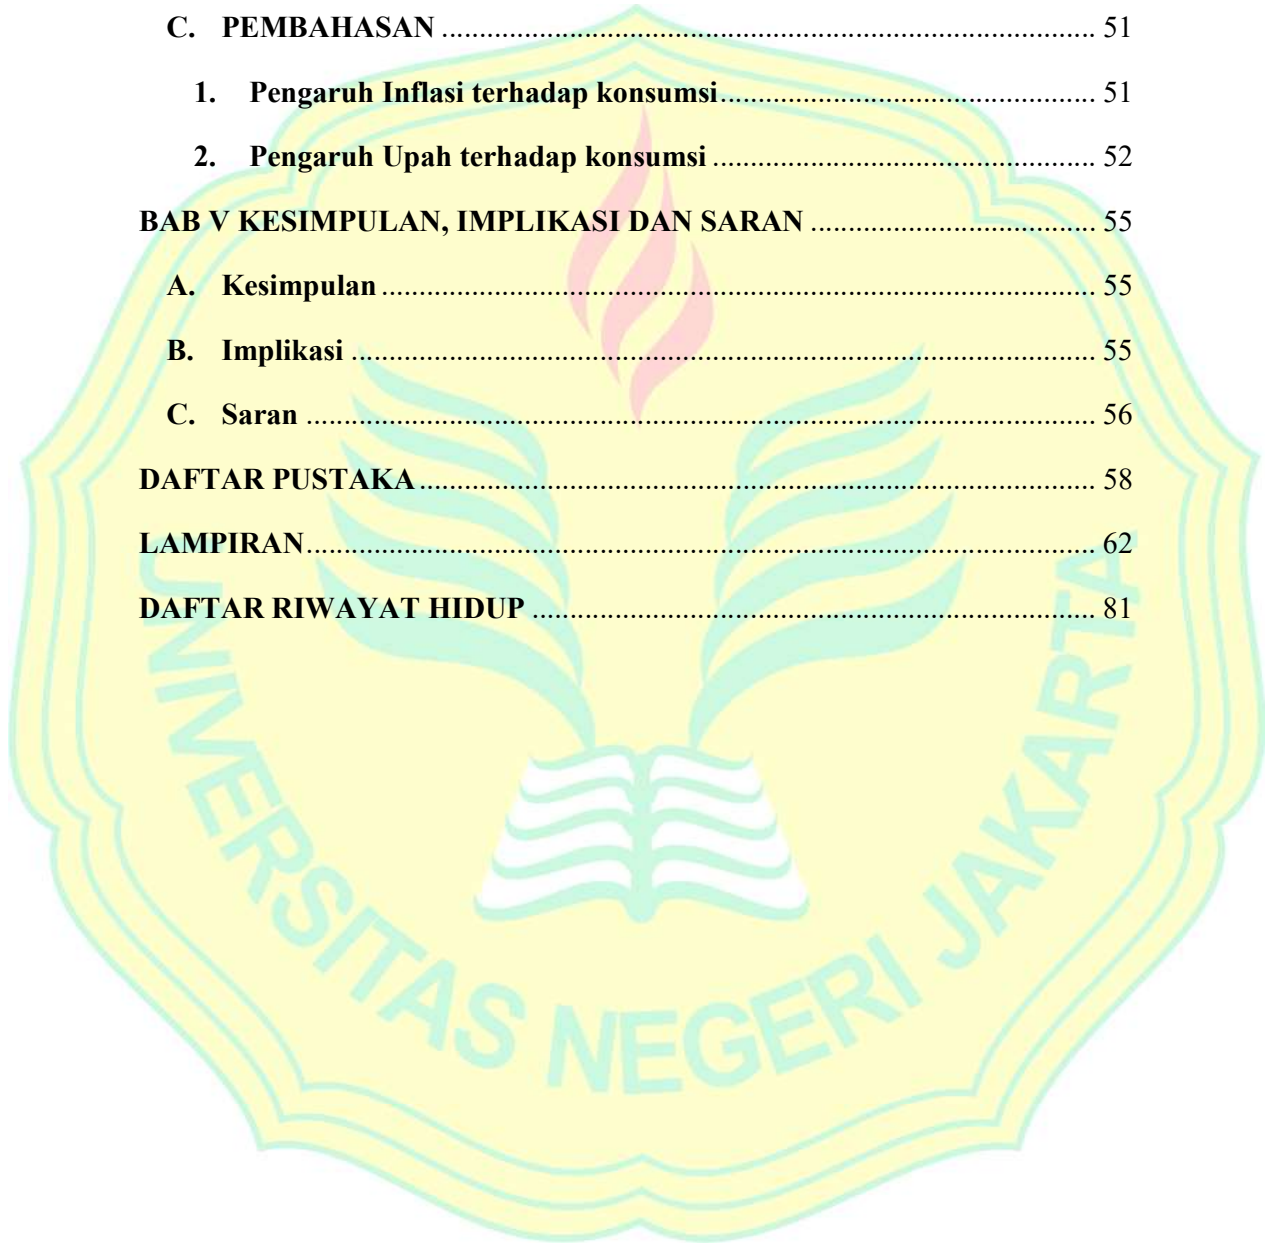 C. PEMBAHASAN ........................................................................................ 51
1. Pengaruh Inflasi terhadap konsumsi.................................................. 51
2. Pengaruh Upah terhadap konsumsi ................................................... 52
BAB V KESIMPULAN, IMPLIKASI DAN SARAN ...................................... 55
A. Kesimpulan ................................................................................................ 55
B. Implikasi .................................................................................................... 55
C. Saran .......................................................................................................... 56
DAFTAR PUSTAKA ........................................................................................... 58
LAMPIRAN.......................................................................................................... 62
DAFTAR RIWAYAT HIDUP ............................................................................ 81
UNIVERSITAS NEGERI JAKARTA